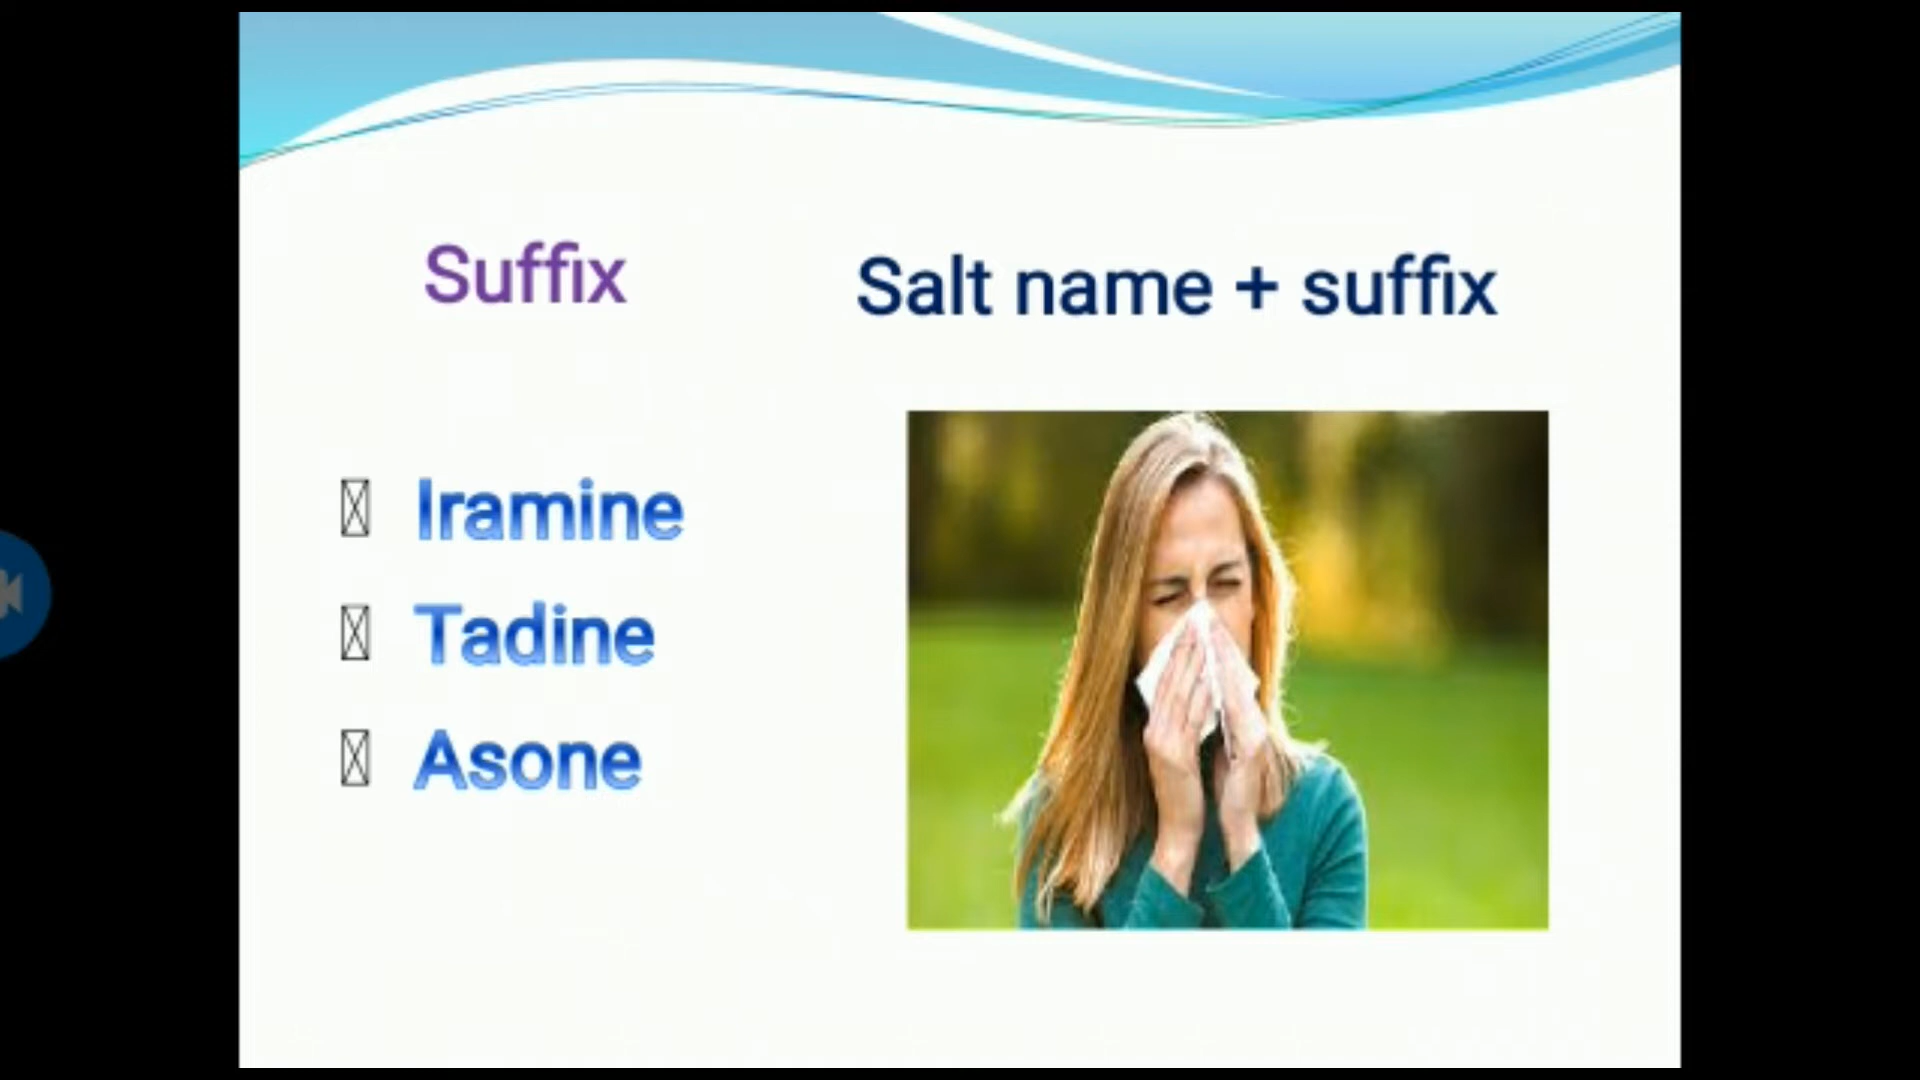 Suffix
Salt name + suffix
Iramine
Tadine
Asone